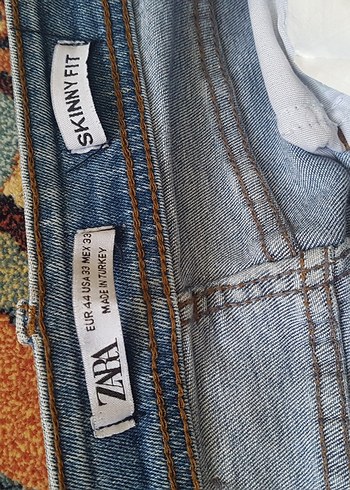 SKINNY FIT
ZARA
EUR 44 USA 33 MEX 33
MADE IN TURKEY